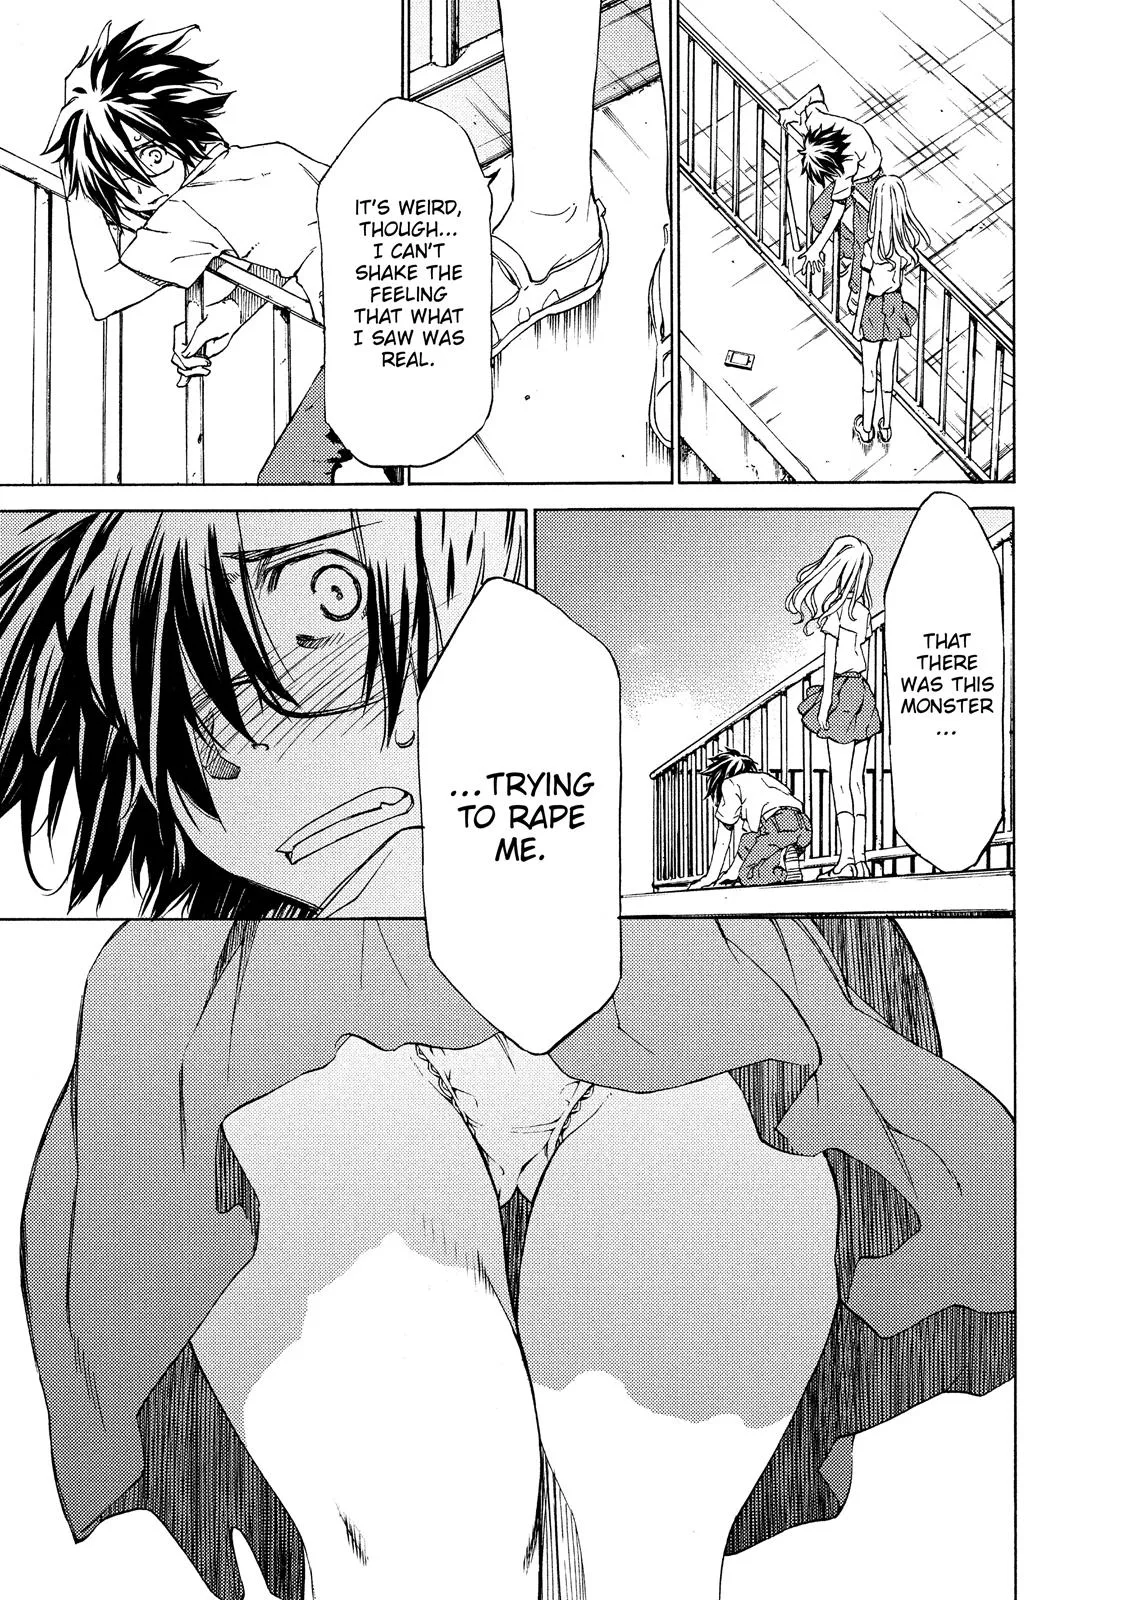 IT'S WEIRD,
THOUGH...
I CAN'T
SHAKE THE
FEELING
THAT WHAT
I SAW WAS
REAL.
THAT
THERE
WAS THIS
MONSTER
...
...TRYING
TO RAPE
ME.